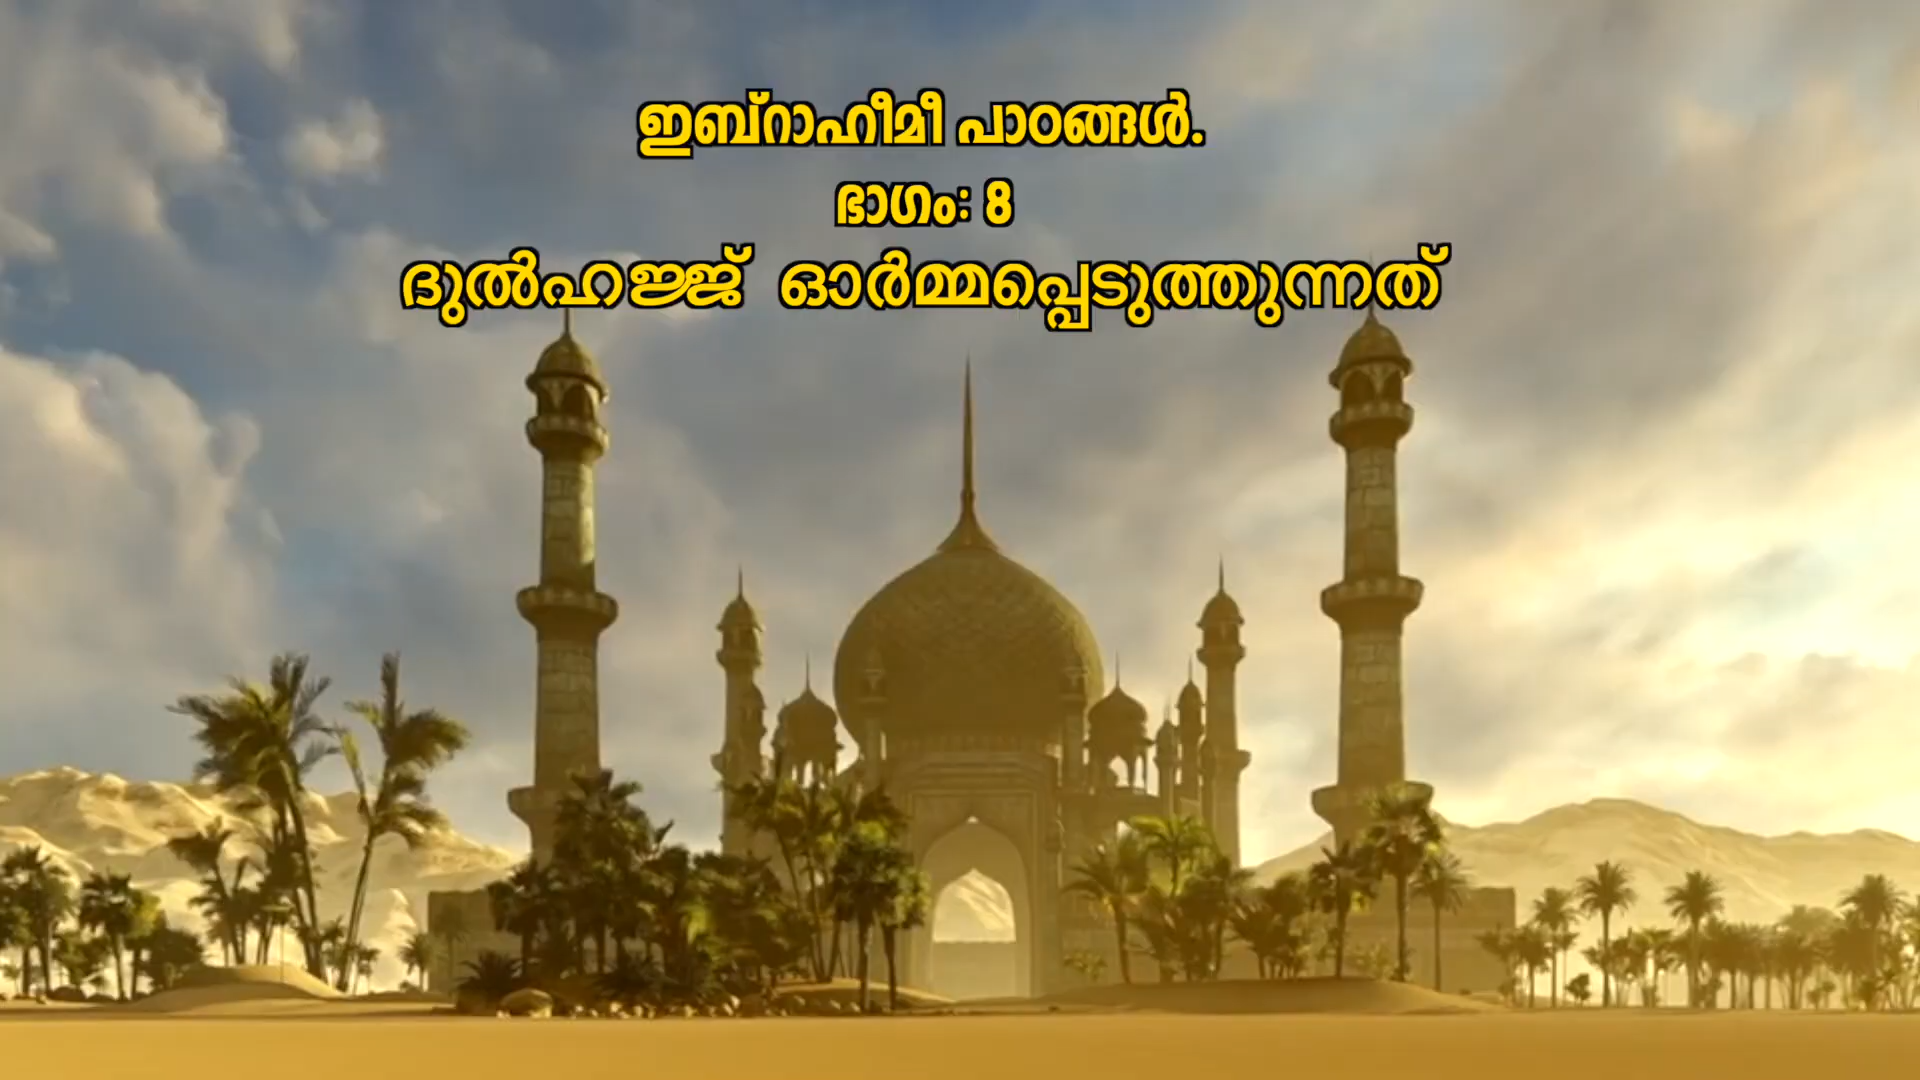 ഇബ്റാഹീമീ പാഠങ്ങൾ.
ഭാഗം: 8
ദുൽഹജ്ജ് ഓർമ്മപ്പെടുത്തുന്നത്